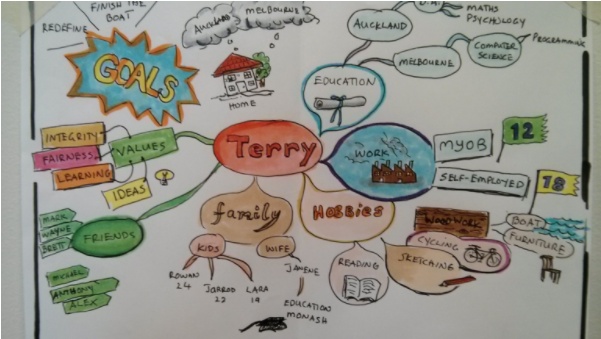 FINISH THE
BOAT
REDEFINE
GOALS
AUCKLAND
MELBOURNE?
HOME
B.A.
MATHS
PSYCHOLOGY
AUCKLAND
MELBOURNE
COMPUTER
SCIENCE
EDUCATION
INTEGRITY
FAIRNESS
LEARNING
VALUES
IDEAS
Terry
WORK
MYOB
12
SELF-EMPLOYED
18
FRIENDS
MARK
WAYNE
BRETT
ANTHONY
ALEX
family
KIDS
ROWAN
24
JARROD
22
LARA
19
WIFE
JAYENE
EDUCATION
MONASH
HOBBIES
READING
SKETCHING
CYCLING
WOODWORK
BOAT
FURNITURE